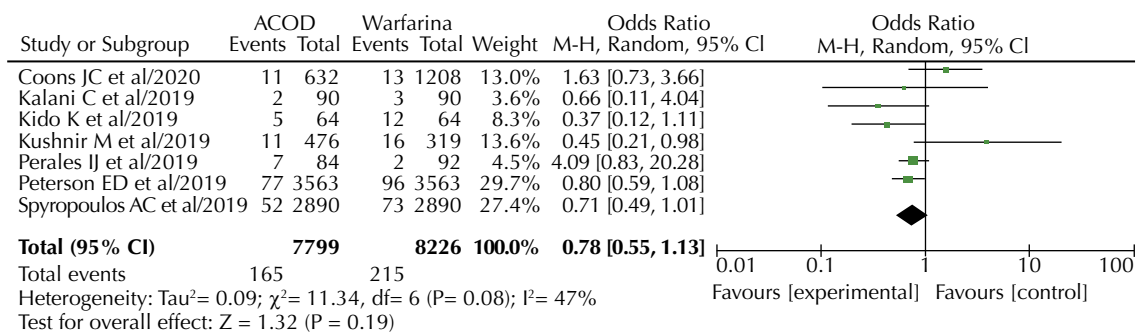 ACOD Warfarina Odds Ratio Odds Ratio
Study or Subgroup Events Total Events Total Weight M-H, Random, 95% CI M-H, Random, 95% CI
Coons JC et al/2020 11 632 13 1208 13.0% 1.63 [0.73, 3.66]
Kalani C et al/2019 2 90 3 90 3.6% 0.66 [0.11, 4.04]
Kido K et al/2019 5 64 12 64 8.3% 0.37 [0.12, 1.11]
Kushnir M et al/2019 11 476 16 319 13.6% 0.45 [0.21, 0.98]
Perales IJ et al/2019 7 84 2 92 4.5% 4.09 [0.83, 20.28]
Peterson ED et al/2019 77 3563 96 3563 29.7% 0.80 [0.59, 1.08]
Spyropoulos AC et al/2019 52 2890 73 2890 27.4% 0.71 [0.49, 1.01]
Total (95% CI) 7799 8226 100.0% 0.78 [0.55, 1.13]
0.01 0.1 1 10 100
Total events 165 215
Favours [experimental] Favours [control]
Heterogeneity: Tau²= 0.09; χ²= 11.34, df= 6 (P= 0.08); I²= 47%
Test for overall effect: Z = 1.32 (P = 0.19)